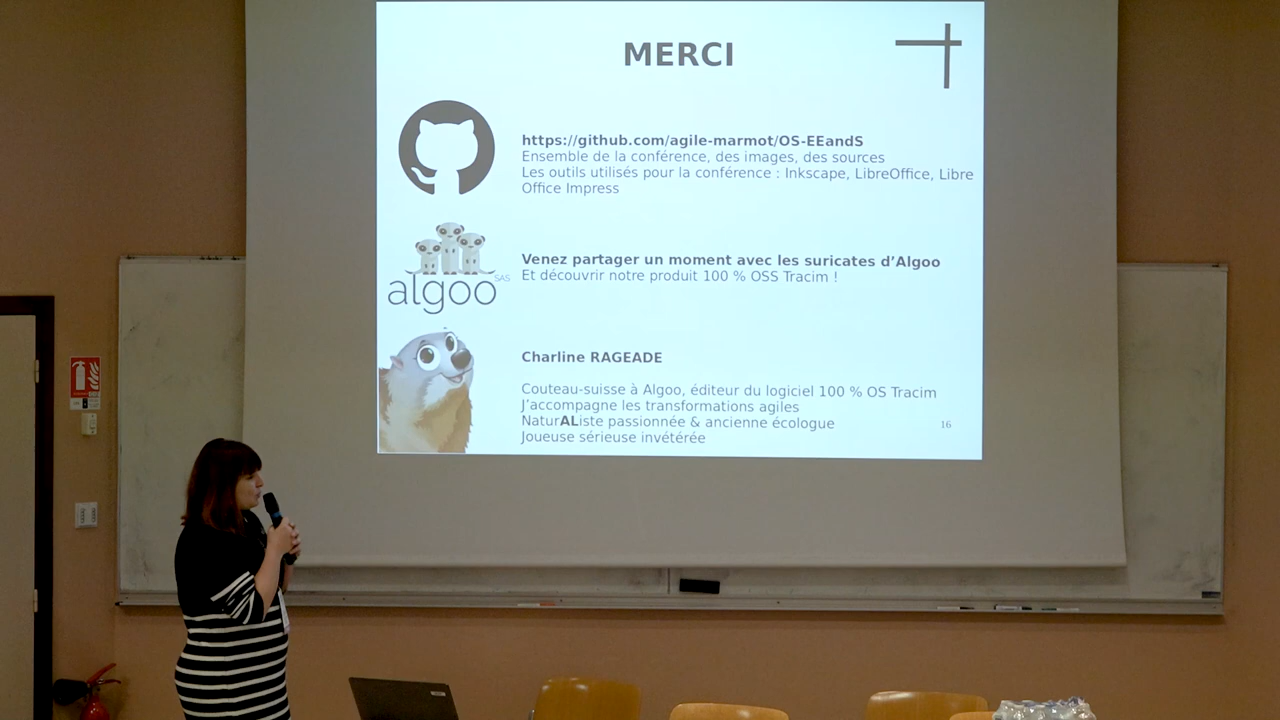 MERCI
https://github.com/agile-marmot/OS-EEandS
Ensemble de la conférence, des images, des sources
Les outils utilisés pour la conférence : Inkscape, LibreOffice, Libre
Office Impress
Venez partager un moment avec les suricates d’Algoo
Et découvrir notre produit 100 % OSS Tracim !
SAS
algoo
Charline RAGEADE
Couteau-suisse à Algoo, éditeur du logiciel 100 % OS Tracim
J’accompagne les transformations agiles
NaturAListe passionnée & ancienne écologue
Joueuse sérieuse invétérée
16